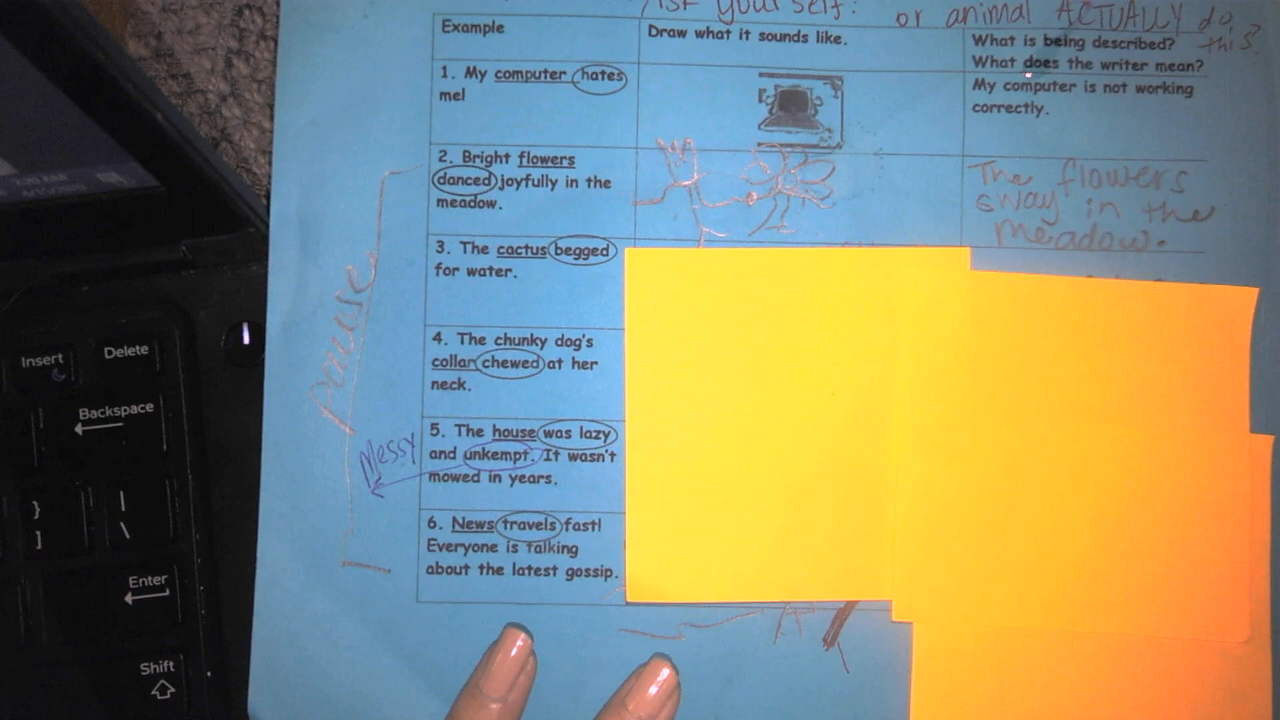 Ask yourself: or animal ACTUALLY do
this?
Example
Draw what it sounds like.
What is being described?
What does the writer mean?
1. My computer hates
me!
My computer is not working
correctly.
2. Bright flowers
danced joyfully in the
meadow.
The flowers
sway in the
meadow.
3. The cactus begged
for water.
4. The chunky dog's
collar chewed at her
neck.
5. The house was lazy
and unkempt. It wasn't
mowed in years.
6. News travels fast!
Everyone is talking
about the latest gossip.
pause
Messy
Insert
Delete
Backspace
}
]
|
\
Enter
Shift